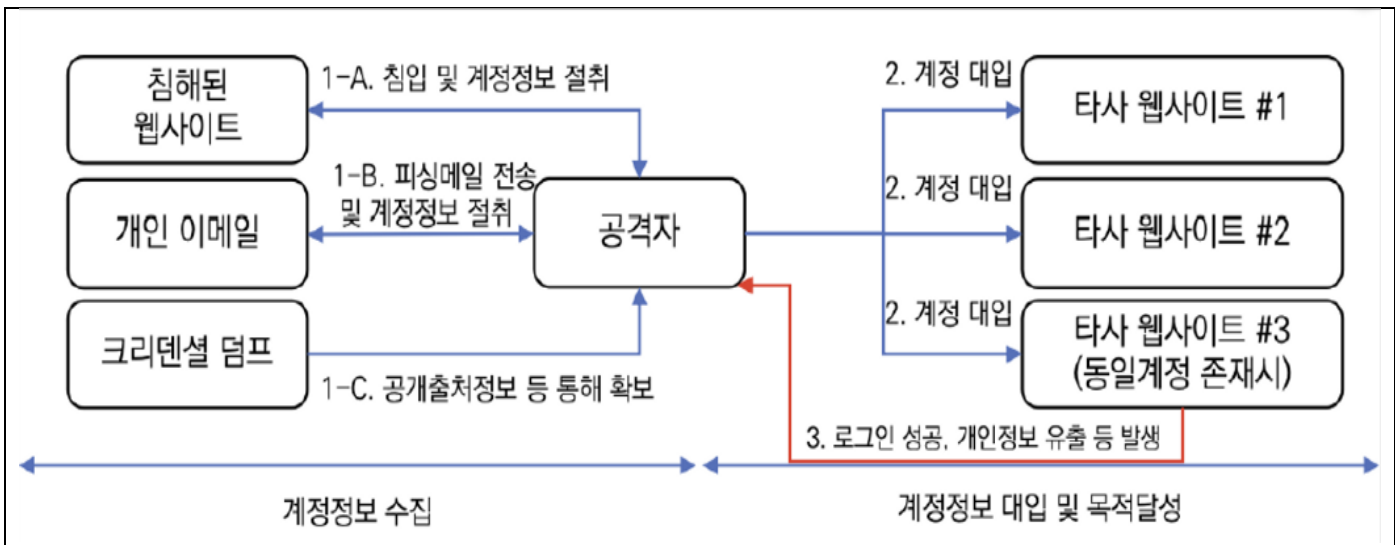 침해된
웹사이트
1-A. 침입 및 계정정보 절취
개인 이메일
1-B. 피싱메일 전송
및 계정정보 절취
크리덴셜 덤프
1-C. 공개출처정보 등 통해 확보
공격자
2. 계정 대입
타사 웹사이트 #1
2. 계정 대입
타사 웹사이트 #2
2. 계정 대입
타사 웹사이트 #3
(동일계정 존재시)
3. 로그인 성공, 개인정보 유출 등 발생
계정정보 수집
계정정보 대입 및 목적달성